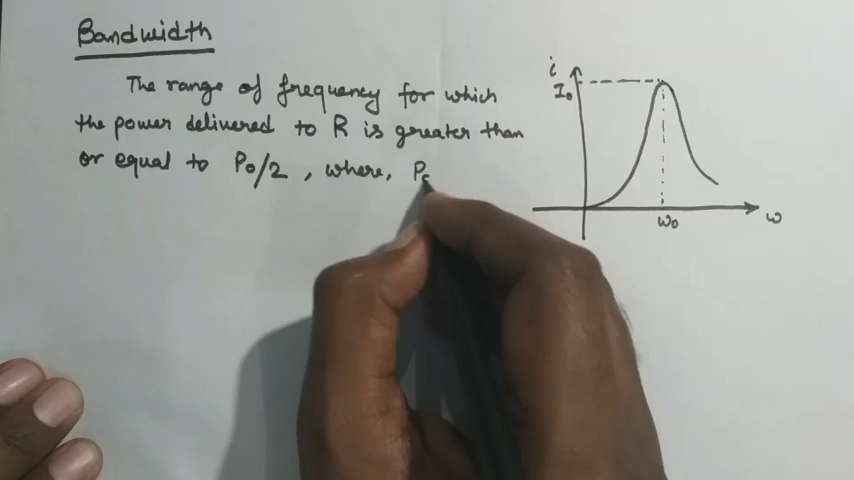 Bandwidth
The range of frequency for which
the power delivered to R is greater than
or equal to P0/2 , where, P
i
I0
ω0
ω